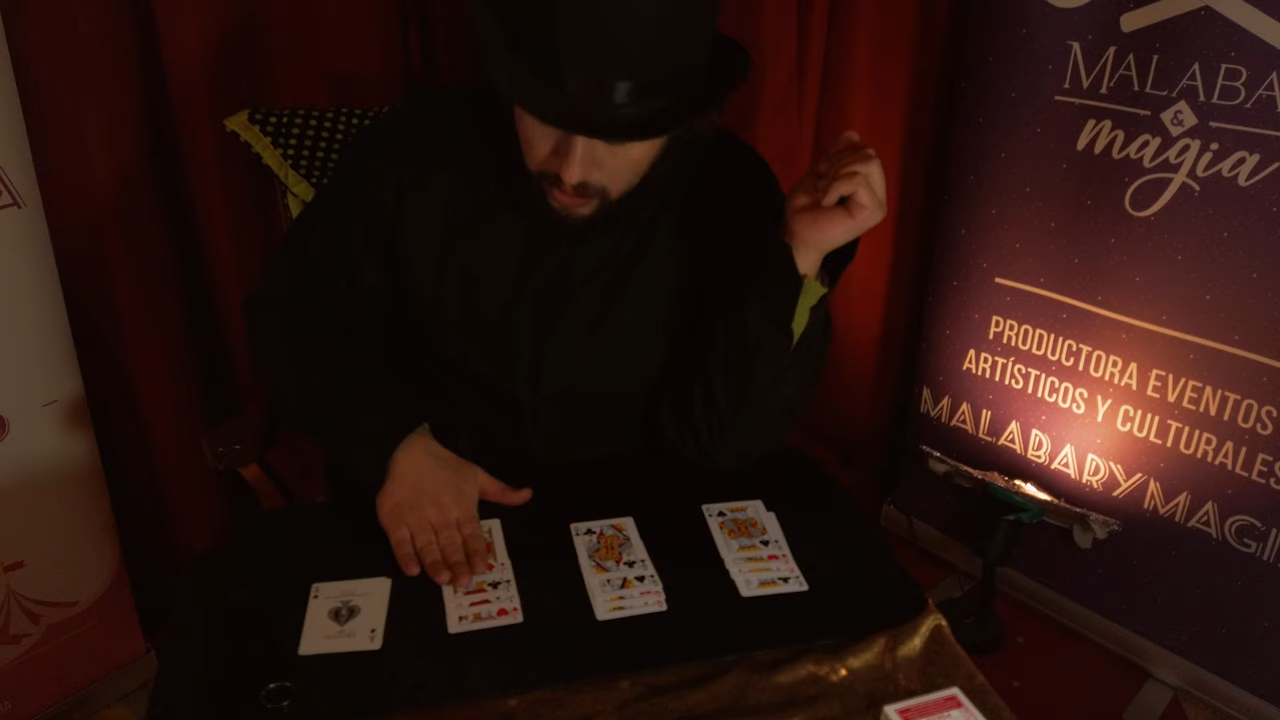 MALABA
&
magia
PRODUCTORA EVENTOS
ARTÍSTICOS Y CULTURALES
MALABARYMAGI
A